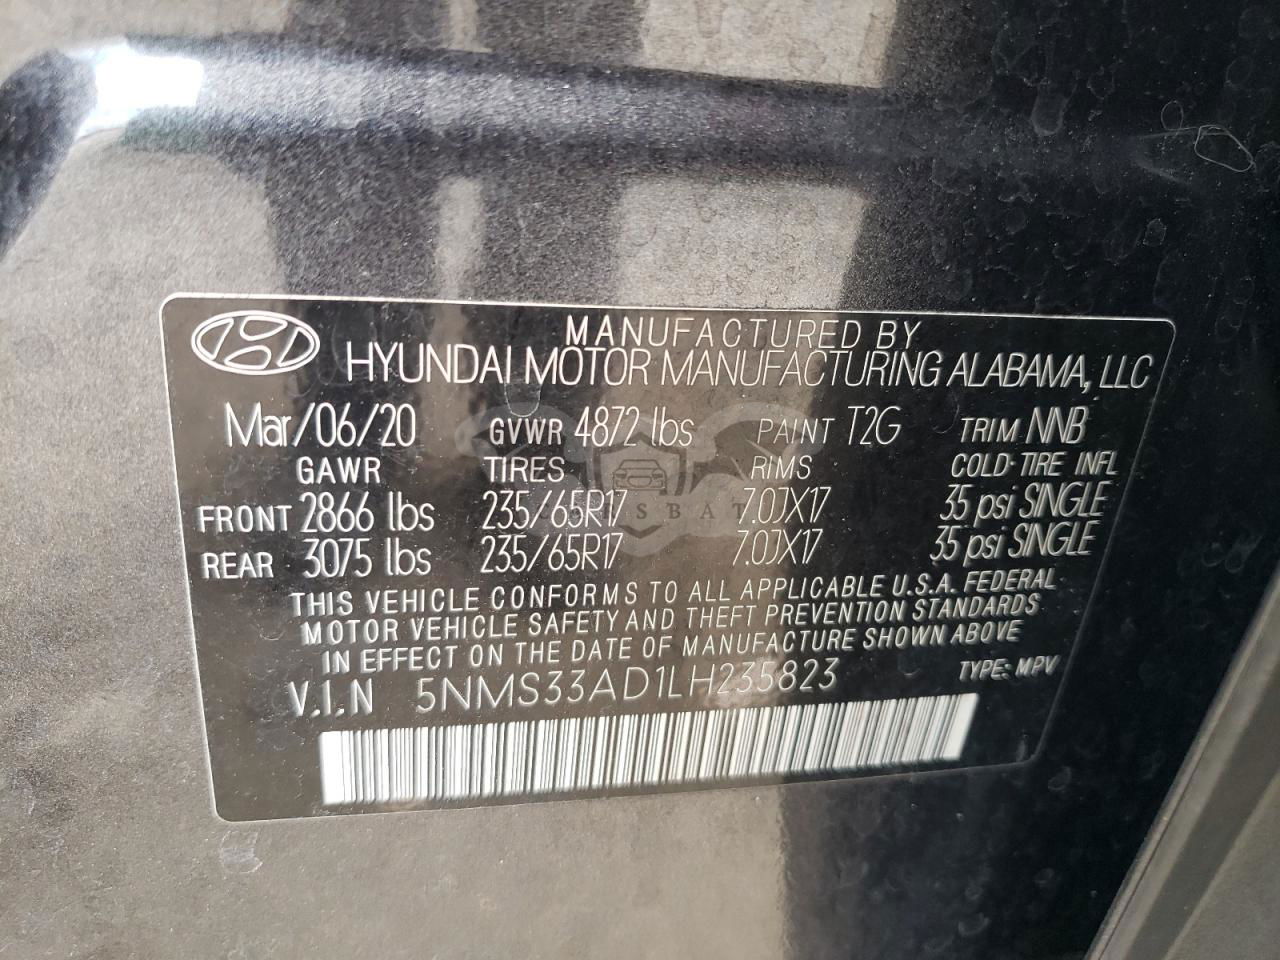 MANUFACTURED BY
HYUNDAI MOTOR MANUFACTURING ALABAMA, LLC
Mar/06/20 GVWR 4872 lbs PAINT T2G TRIM NNB
GAWR TIRES RIMS COLD-TIRE INFL
FRONT 2866 lbs 235/65R17 7.0JX17 35 psi SINGLE
REAR 3075 lbs 235/65R17 7.0JX17 35 psi SINGLE
THIS VEHICLE CONFORMS TO ALL APPLICABLE U.S.A. FEDERAL
MOTOR VEHICLE SAFETY AND THEFT PREVENTION STANDARDS
IN EFFECT ON THE DATE OF MANUFACTURE SHOWN ABOVE
V.I.N 5NMS33AD1LH235823 TYPE: MPV